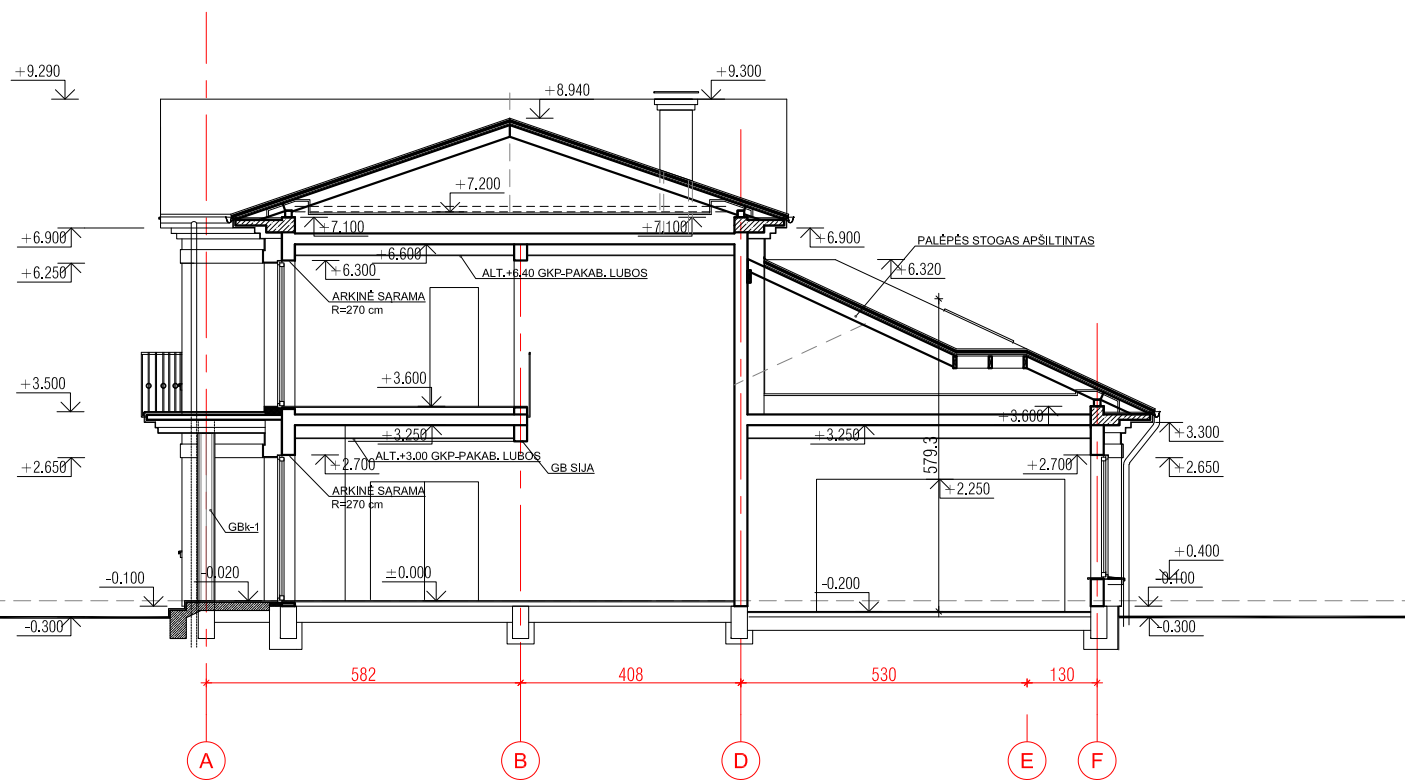 +9.290
+9.300
+8.940
+7.200
+7.100
+7.100
+6.900
+6.900
PALĖPĖS STOGAS APŠILTINTAS
+6.600
+6.250
+6.300
ALT.+6.40 GKP-PAKAB. LUBOS
+6.320
ARKINĖ SĄRAMA
R=270 cm
+3.500
+3.600
+3.600
+3.250
+3.250
+3.300
ALT.+3.00 GKP-PAKAB. LUBOS
GB SIJA
+2.650
+2.700
+2.700
+2.650
579.3
ARKINĖ SĄRAMA
R=270 cm
+2.250
GBk-1
+0.400
-0.100
-0.020
±0.000
-0.200
-0.100
-0.300
-0.300
582
408
530
130
A
B
D
E
F